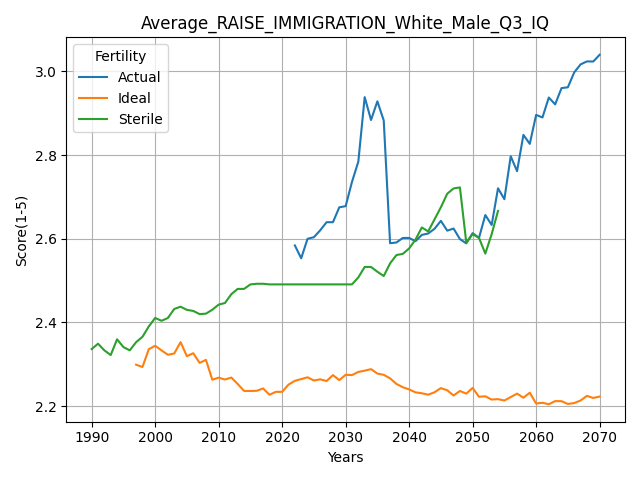 Average_RAISE_IMMIGRATION_White_Male_Q3_IQ
Fertility
Actual
Ideal
Sterile
Score(1-5)
3.0
2.8
2.6
2.4
2.2
1990 2000 2010 2020 2030 2040 2050 2060 2070
Years